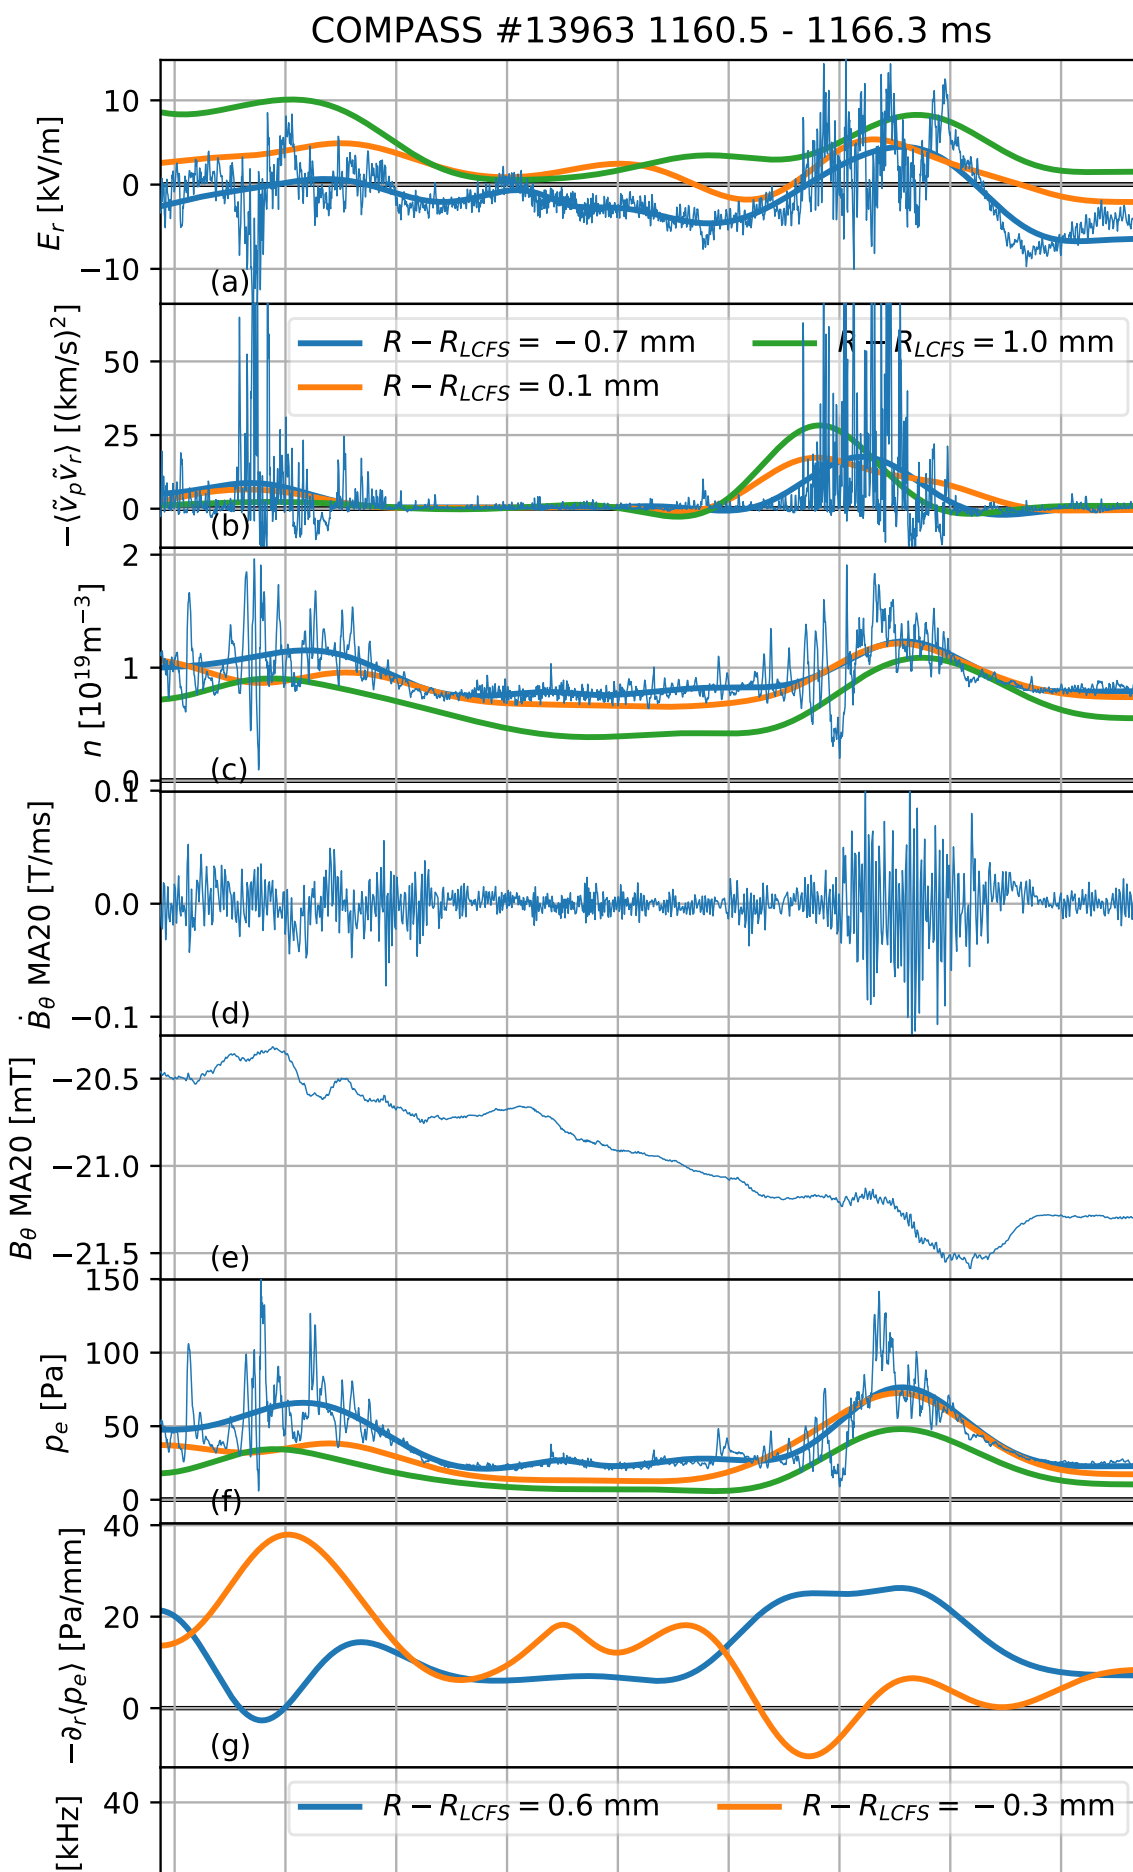 COMPASS #13963 1160.5 - 1166.3 ms
10
0
−10
E_r [kV/m]
(a)
50
25
0
−⟨ṽ_pṽ_r⟩ [(km/s)²]
R − R_LCFS = −0.7 mm
R − R_LCFS = 1.0 mm
R − R_LCFS = 0.1 mm
(b)
2
1
0
n [10¹⁹m⁻³]
(c)
0.1
0.0
−0.1
Ḃ_θ MA20 [T/ms]
(d)
−20.5
−21.0
−21.5
B_θ MA20 [mT]
(e)
150
100
50
0
p_e [Pa]
(f)
40
20
0
−∂_r⟨p_e⟩ [Pa/mm]
(g)
40
[kHz]
R − R_LCFS = 0.6 mm
R − R_LCFS = −0.3 mm